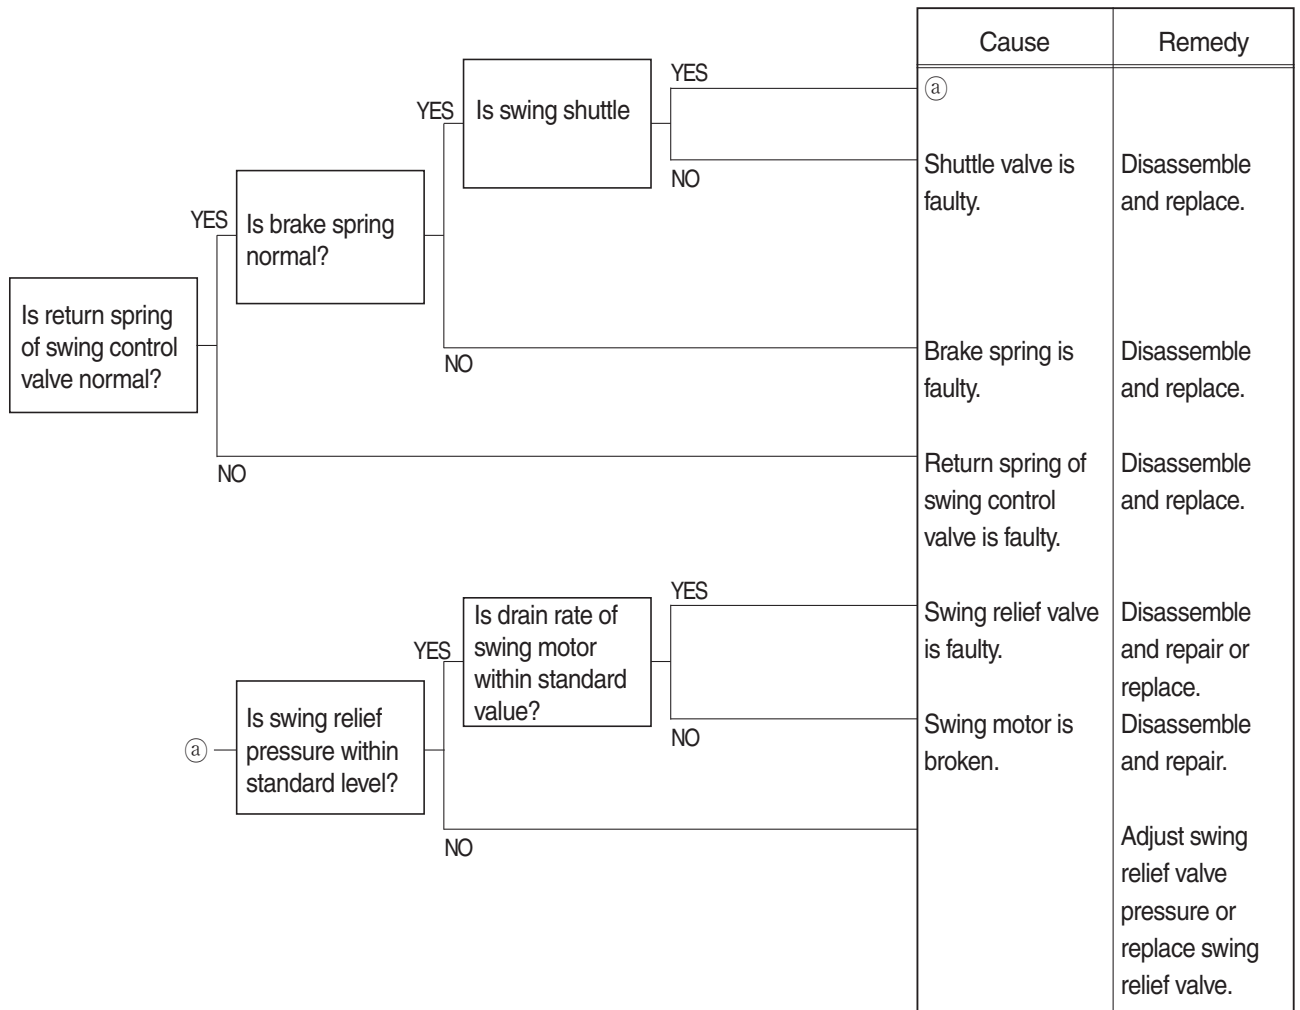 Cause
Remedy
YES
ⓐ
YES
Is swing shuttle
NO
Shuttle valve is
faulty.
Disassemble
and replace.
YES
Is brake spring
normal?
Is return spring
of swing control
valve normal?
NO
Brake spring is
faulty.
Disassemble
and replace.
NO
Return spring of
swing control
valve is faulty.
Disassemble
and replace.
YES
Is drain rate of
swing motor
within standard
value?
Swing relief valve
is faulty.
Disassemble
and repair or
replace.
YES
ⓐ
Is swing relief
pressure within
standard level?
NO
Swing motor is
broken.
Disassemble
and repair.
NO
Adjust swing
relief valve
pressure or
replace swing
relief valve.